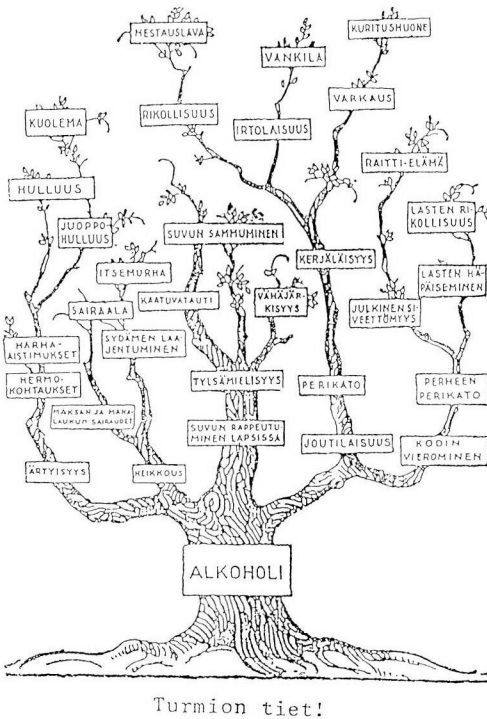 MESTAUSLAVA
VANKILA
KURITUSHUONE
RIKOLLISUUS
IRTOLAISUUS
VARKAUS
KUOLEMA
HULLUUS
JUOPPO-
HULLUUS
SUVUN SAMMUMINEN
RAITTI-ELÄMÄ
LASTEN RI-
KOLLISUUS
ITSEMURHA
KAATUVATAUTI
VÄHÄJÄR-
KISYYS
KERJÄLÄISYYS
LASTEN HÄ-
PÄISEMINEN
SAIRAALA
SYDÄMEN LAA-
JENTUMINEN
JULKINEN SI-
VEETTÖMYYS
HARHA-
AISTIMUKSET
HERMO-
KOHTAUKSET
TYLSÄMIELISYYS
PERIKATO
PERHEEN
PERIKATO
MAKSAN JA MAHA-
LAUKUN SAIRAUDET
SUVUN RAPPEUTU-
MINEN LAPSISSA
JOUTILAISUUS
KODIN
VIEROMINEN
ÄRTYISYYS
HEIKKOUS
ALKOHOLI
Turmion tiet!